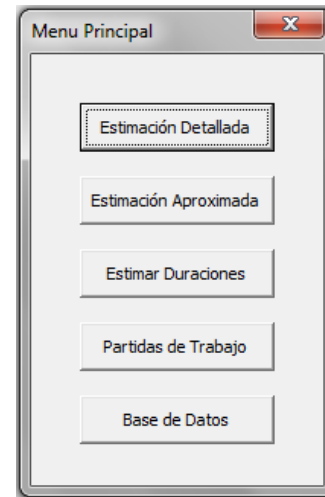 Menu Principal
Estimación Detallada
Estimación Aproximada
Estimar Duraciones
Partidas de Trabajo
Base de Datos